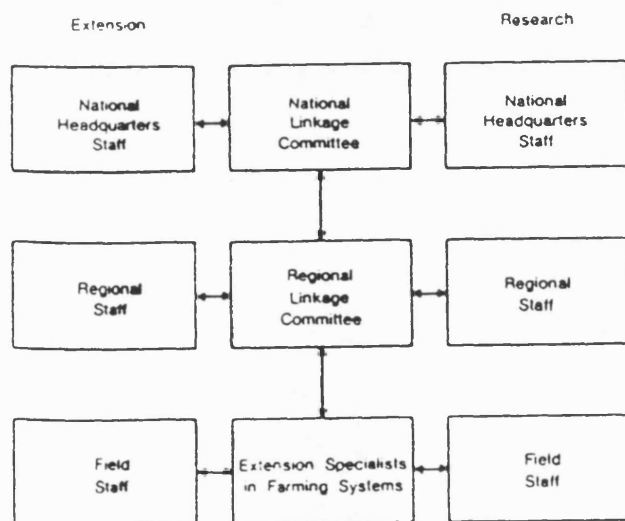 Extension
Research
National
Headquarters
Staff
National
Linkage
Committee
National
Headquarters
Staff
Regional
Staff
Regional
Linkage
Committee
Regional
Staff
Field
Staff
Extension Specialists
in Farming Systems
Field
Staff